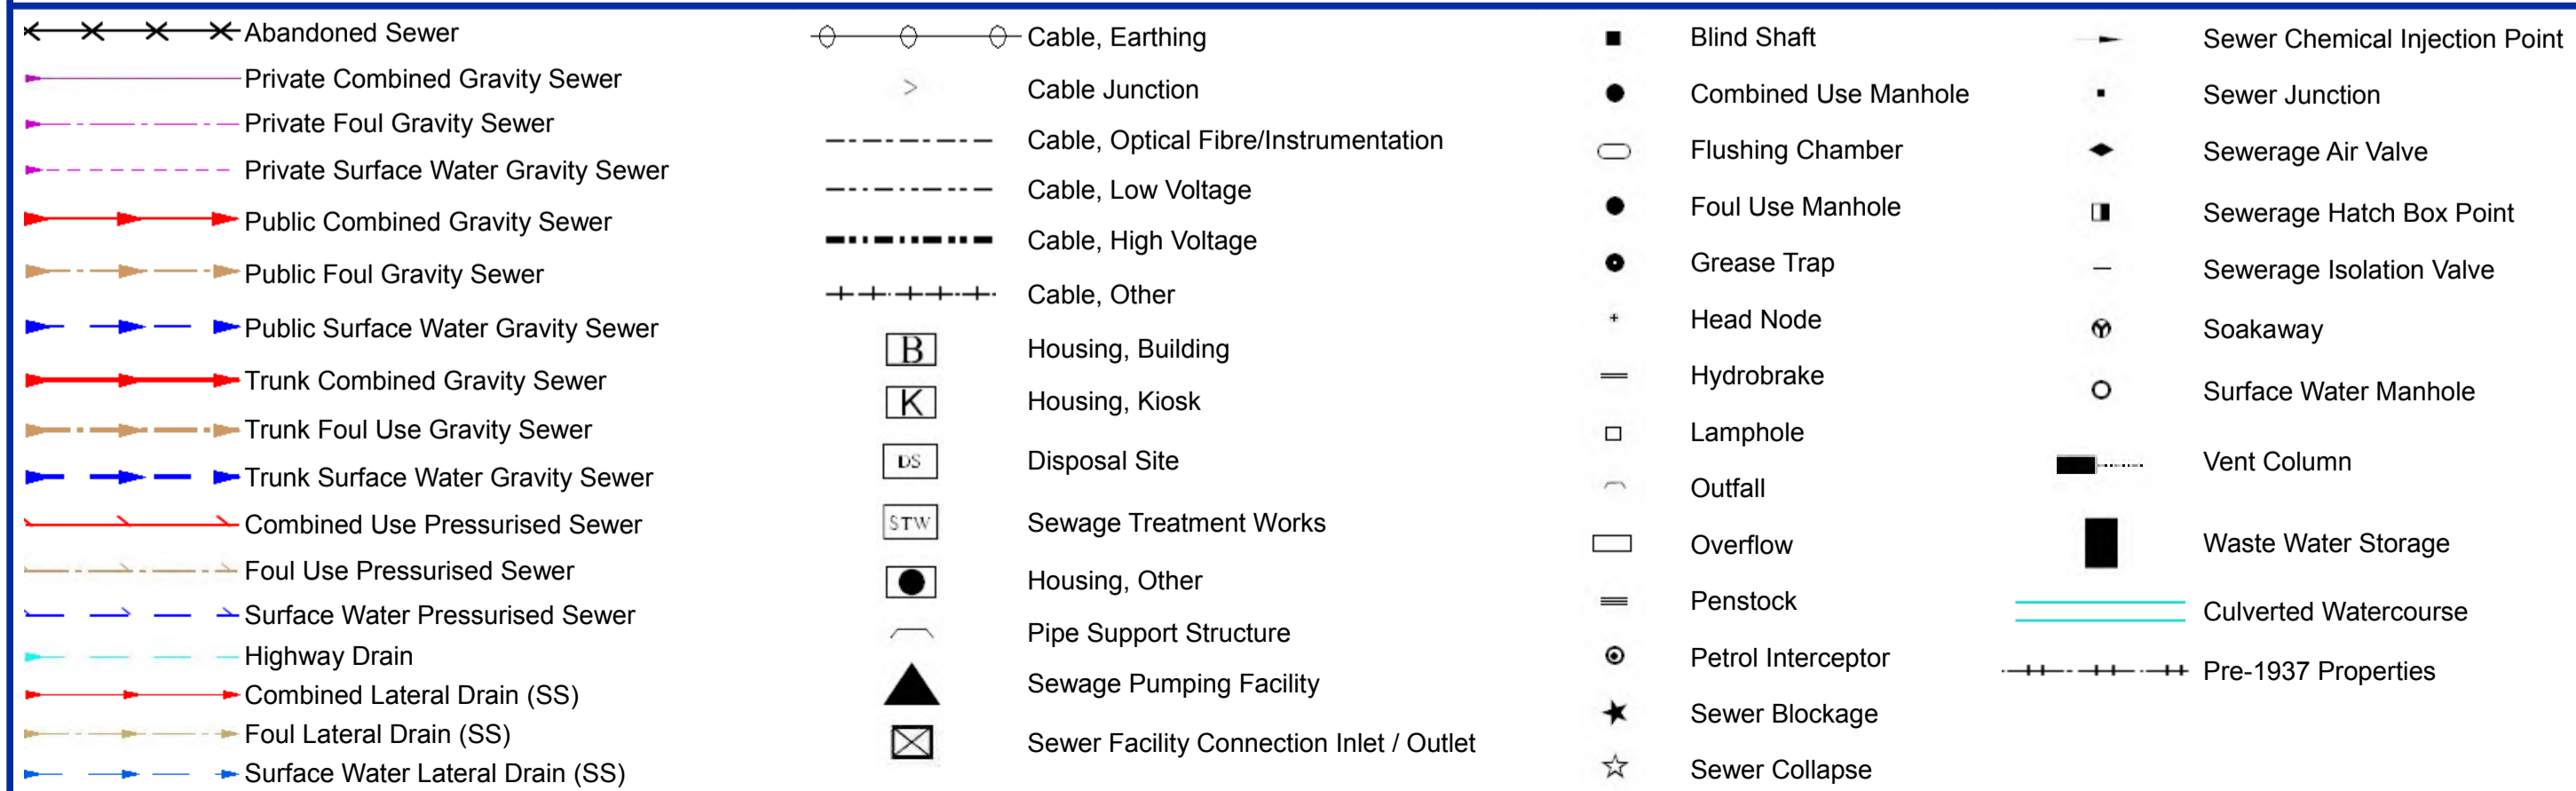 Abandoned Sewer
Private Combined Gravity Sewer
Private Foul Gravity Sewer
Private Surface Water Gravity Sewer
Public Combined Gravity Sewer
Public Foul Gravity Sewer
Public Surface Water Gravity Sewer
Trunk Combined Gravity Sewer
Trunk Foul Use Gravity Sewer
Trunk Surface Water Gravity Sewer
Combined Use Pressurised Sewer
Foul Use Pressurised Sewer
Surface Water Pressurised Sewer
Highway Drain
Combined Lateral Drain (SS)
Foul Lateral Drain (SS)
Surface Water Lateral Drain (SS)
Cable, Earthing
Cable Junction
Cable, Optical Fibre/Instrumentation
Cable, Low Voltage
Cable, High Voltage
Cable, Other
B Housing, Building
K Housing, Kiosk
DS Disposal Site
STW Sewage Treatment Works
Housing, Other
Pipe Support Structure
Sewage Pumping Facility
Sewer Facility Connection Inlet / Outlet
Blind Shaft
Combined Use Manhole
Flushing Chamber
Foul Use Manhole
Grease Trap
Head Node
Hydrobrake
Lamphole
Outfall
Overflow
Penstock
Petrol Interceptor
Sewer Blockage
Sewer Collapse
Sewer Chemical Injection Point
Sewer Junction
Sewerage Air Valve
Sewerage Hatch Box Point
Sewerage Isolation Valve
Soakaway
Surface Water Manhole
Vent Column
Waste Water Storage
Culverted Watercourse
Pre-1937 Properties